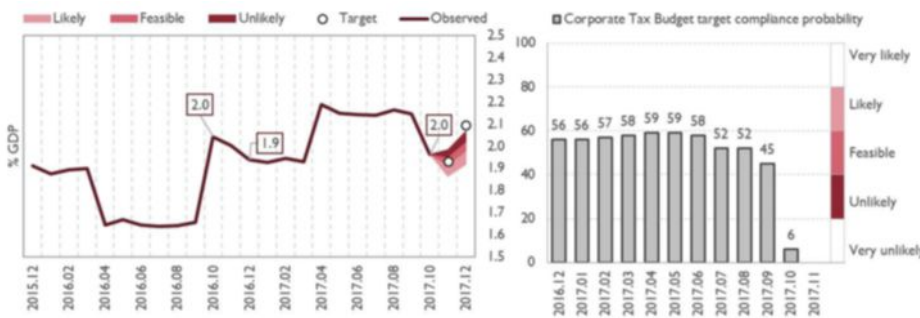 Likely Feasible Unlikely Target Observed
% GDP
2.5
2.4
2.3
2.2
2.1
2.0
1.9
1.8
1.7
1.6
1.5
2.0
1.9
2.0
2015.12 2016.02 2016.04 2016.06 2016.08 2016.10 2016.12 2017.02 2017.04 2017.06 2017.08 2017.10 2017.12
Corporate Tax Budget target compliance probability
100
80
60
40
20
0
56 56 57 58 59 59 58 52 52 45 6
Very likely
Likely
Feasible
Unlikely
Very unlikely
2016.12 2017.01 2017.02 2017.03 2017.04 2017.05 2017.06 2017.07 2017.08 2017.09 2017.10 2017.11